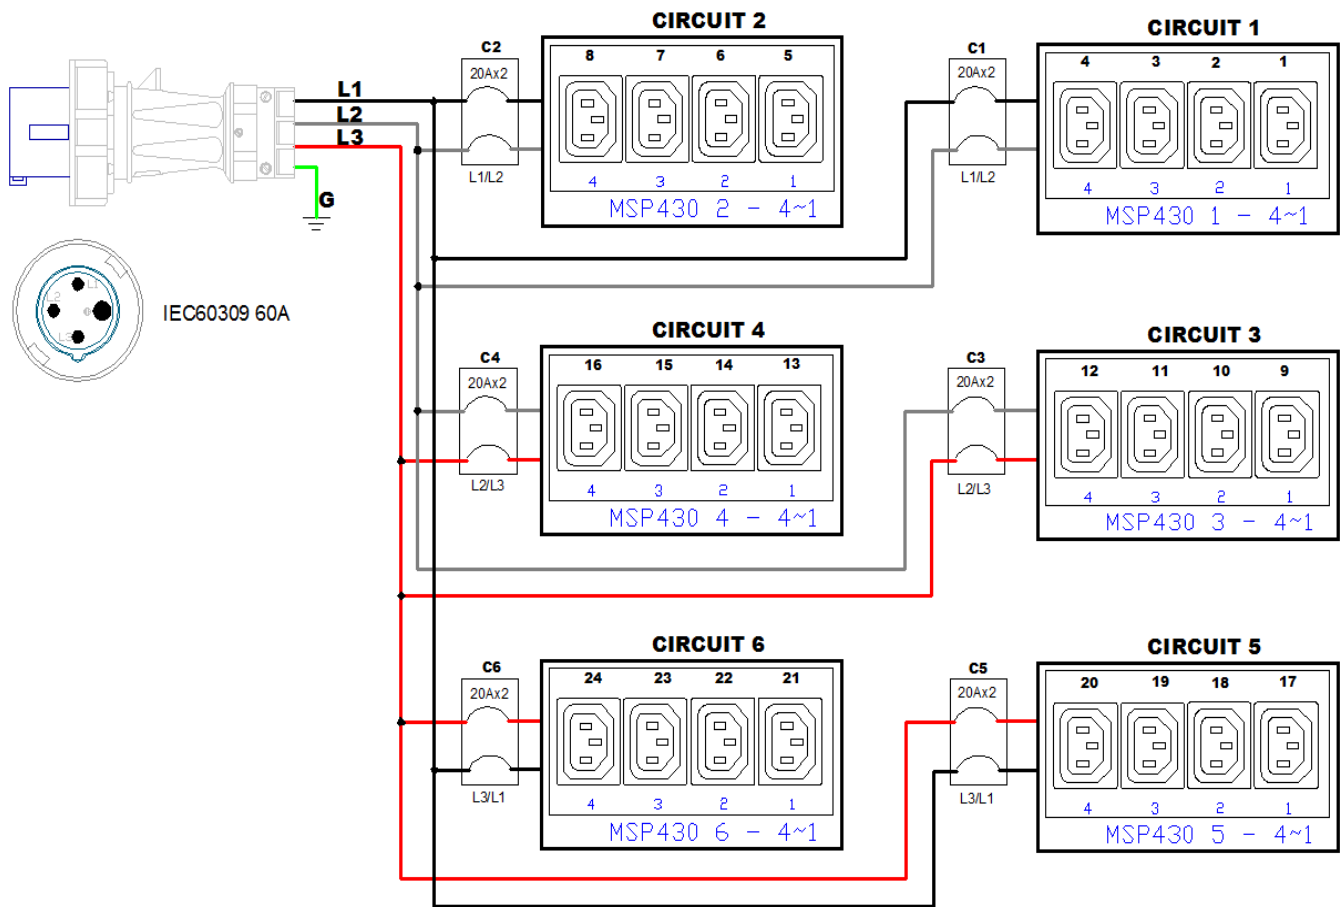 CIRCUIT 2
C2
20Ax2
L1/L2
8 7 6 5
4 3 2 1
MSP430 2 - 4~1
CIRCUIT 1
C1
20Ax2
L1/L2
4 3 2 1
4 3 2 1
MSP430 1 - 4~1
L1
L2
L3
G
L1
L2
L3
G
IEC60309 60A
CIRCUIT 4
C4
20Ax2
L2/L3
16 15 14 13
4 3 2 1
MSP430 4 - 4~1
CIRCUIT 3
C3
20Ax2
L2/L3
12 11 10 9
4 3 2 1
MSP430 3 - 4~1
CIRCUIT 6
C6
20Ax2
L3/L1
24 23 22 21
4 3 2 1
MSP430 6 - 4~1
CIRCUIT 5
C5
20Ax2
L3/L1
20 19 18 17
4 3 2 1
MSP430 5 - 4~1